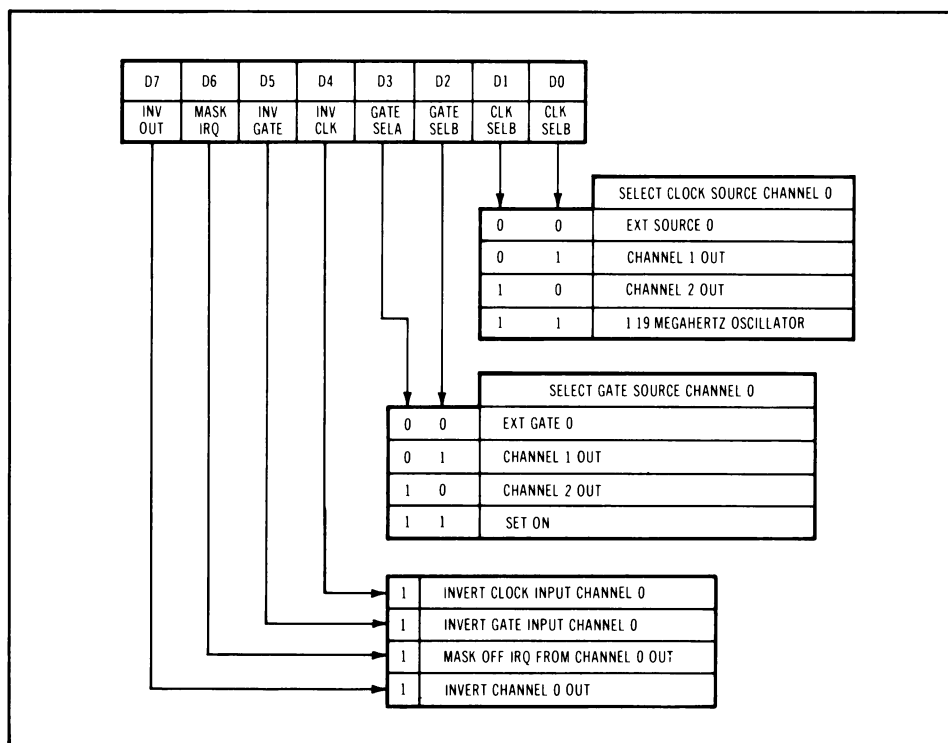 D7 D6 D5 D4 D3 D2 D1 D0
INV OUT MASK IRQ INV GATE INV CLK GATE SELA GATE SELB CLK SELB CLK SELB
SELECT CLOCK SOURCE CHANNEL 0
0 0 EXT SOURCE 0
0 1 CHANNEL 1 OUT
1 0 CHANNEL 2 OUT
1 1 1 19 MEGAHERTZ OSCILLATOR
SELECT GATE SOURCE CHANNEL 0
0 0 EXT GATE 0
0 1 CHANNEL 1 OUT
1 0 CHANNEL 2 OUT
1 1 SET ON
1 INVERT CLOCK INPUT CHANNEL 0
1 INVERT GATE INPUT CHANNEL 0
1 MASK OFF IRQ FROM CHANNEL 0 OUT
1 INVERT CHANNEL 0 OUT